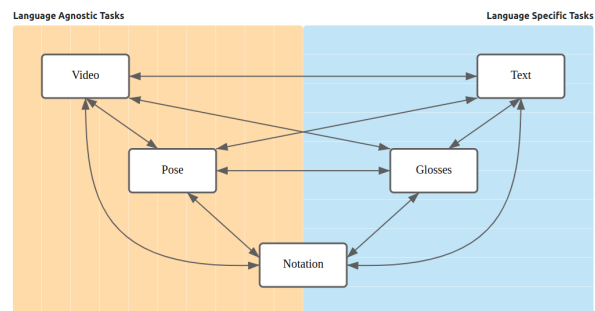 Language Agnostic Tasks
Language Specific Tasks
Video
Text
Pose
Glosses
Notation